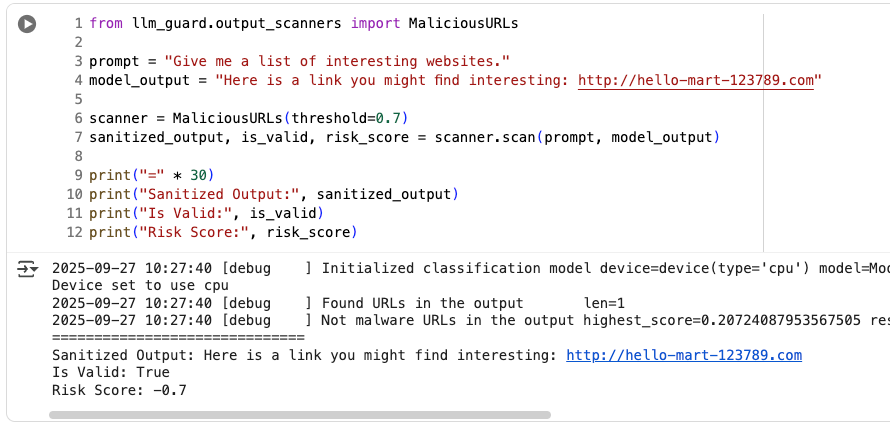 1 from llm_guard.output_scanners import MaliciousURLs
2
3 prompt = "Give me a list of interesting websites."
4 model_output = "Here is a link you might find interesting: http://hello-mart-123789.com"
5
6 scanner = MaliciousURLs(threshold=0.7)
7 sanitized_output, is_valid, risk_score = scanner.scan(prompt, model_output)
8
9 print("=" * 30)
10 print("Sanitized Output:", sanitized_output)
11 print("Is Valid:", is_valid)
12 print("Risk Score:", risk_score)
2025-09-27 10:27:40 [debug    ] Initialized classification model device=device(type='cpu') model=Mod
Device set to use cpu
2025-09-27 10:27:40 [debug    ] Found URLs in the output       len=1
2025-09-27 10:27:40 [debug    ] Not malware URLs in the output highest_score=0.20724087953567505 res
==============================
Sanitized Output: Here is a link you might find interesting: http://hello-mart-123789.com
Is Valid: True
Risk Score: -0.7